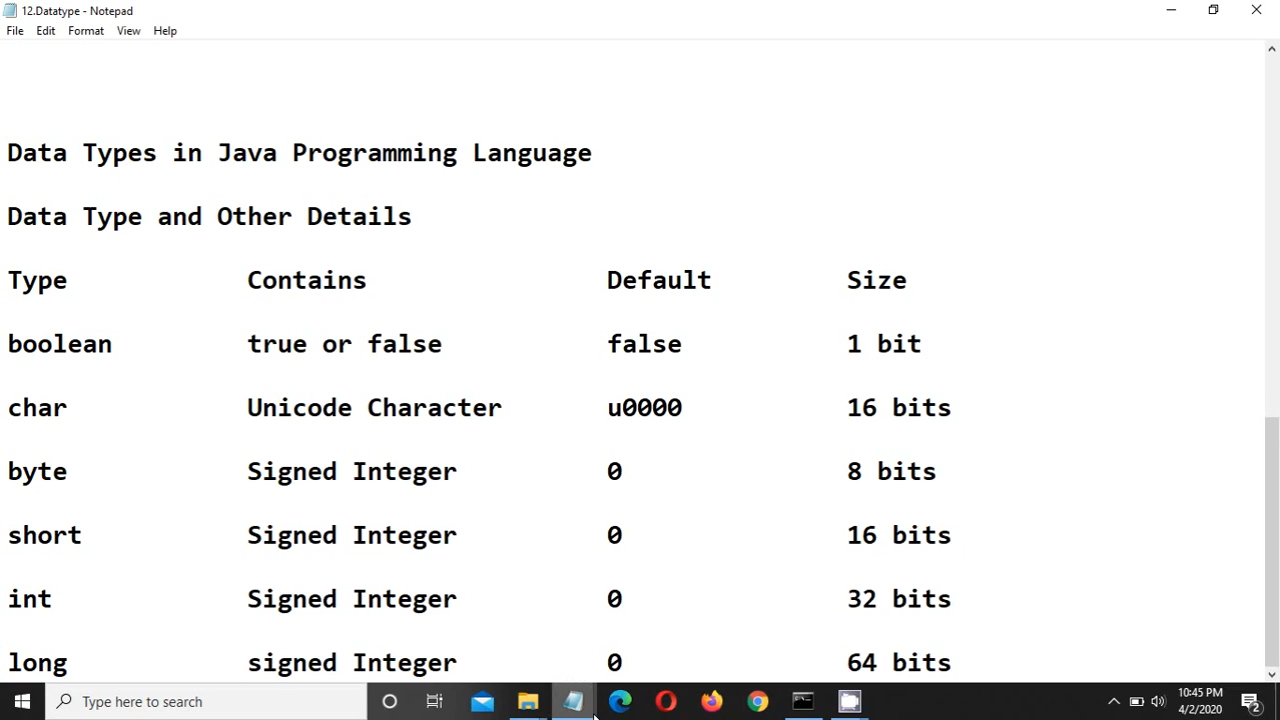 12.Datatype - Notepad
File Edit Format View Help
Data Types in Java Programming Language
Data Type and Other Details
Type Contains Default Size
boolean true or false false 1 bit
char Unicode Character u0000 16 bits
byte Signed Integer 0 8 bits
short Signed Integer 0 16 bits
int Signed Integer 0 32 bits
long signed Integer 0 64 bits
Type here to search
10:45 PM
4/2/2020
2